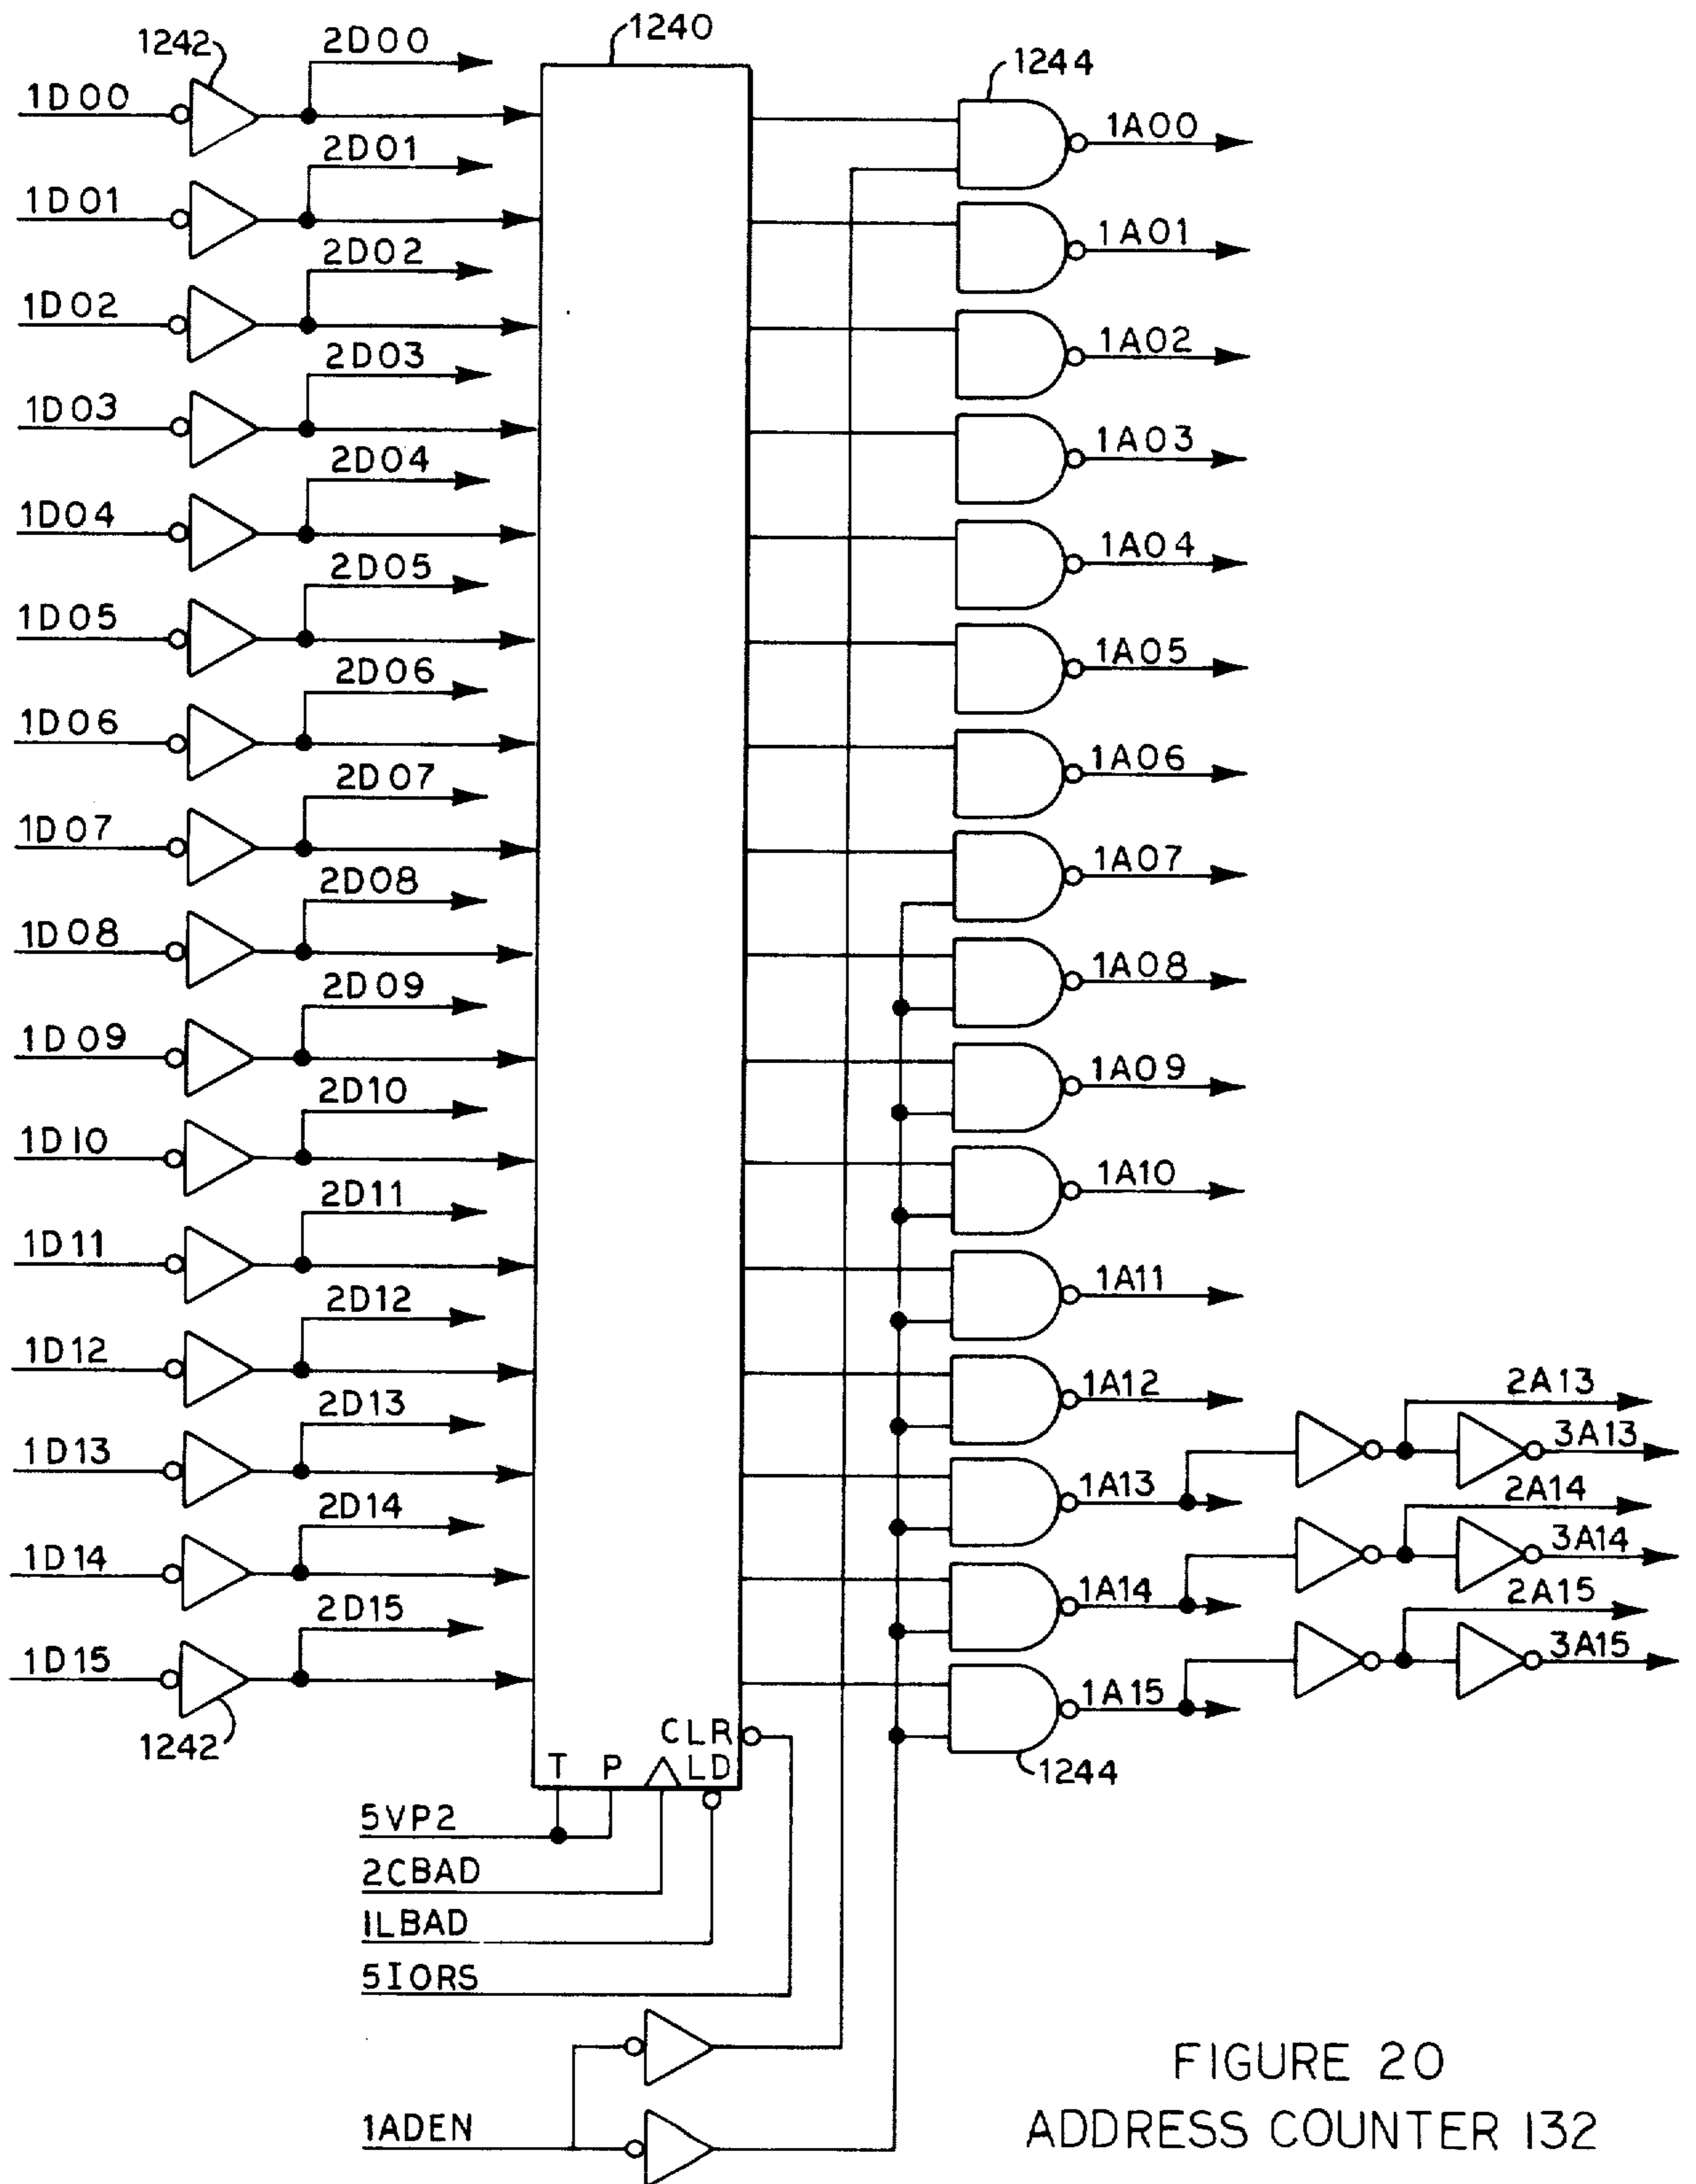 1242
2D00
1240
1244
1D00
1A00
2D01
1D01
1A01
2D02
1D02
1A02
2D03
1D03
1A03
2D04
1D04
1A04
2D05
1D05
1A05
2D06
1D06
1A06
2D07
1D07
1A07
2D08
1D08
1A08
2D09
1D09
1A09
2D10
1D10
1A10
2D11
1D11
1A11
2D12
1D12
1A12
2A13
2D13
3A13
1D13
1A13
2A14
2D14
3A14
1D14
1A14
2A15
2D15
3A15
1D15
1A15
CLR
1242
T P LD
1244
5VP2
2CBAD
1LBAD
5IORS
1ADEN
FIGURE 20
ADDRESS COUNTER 132